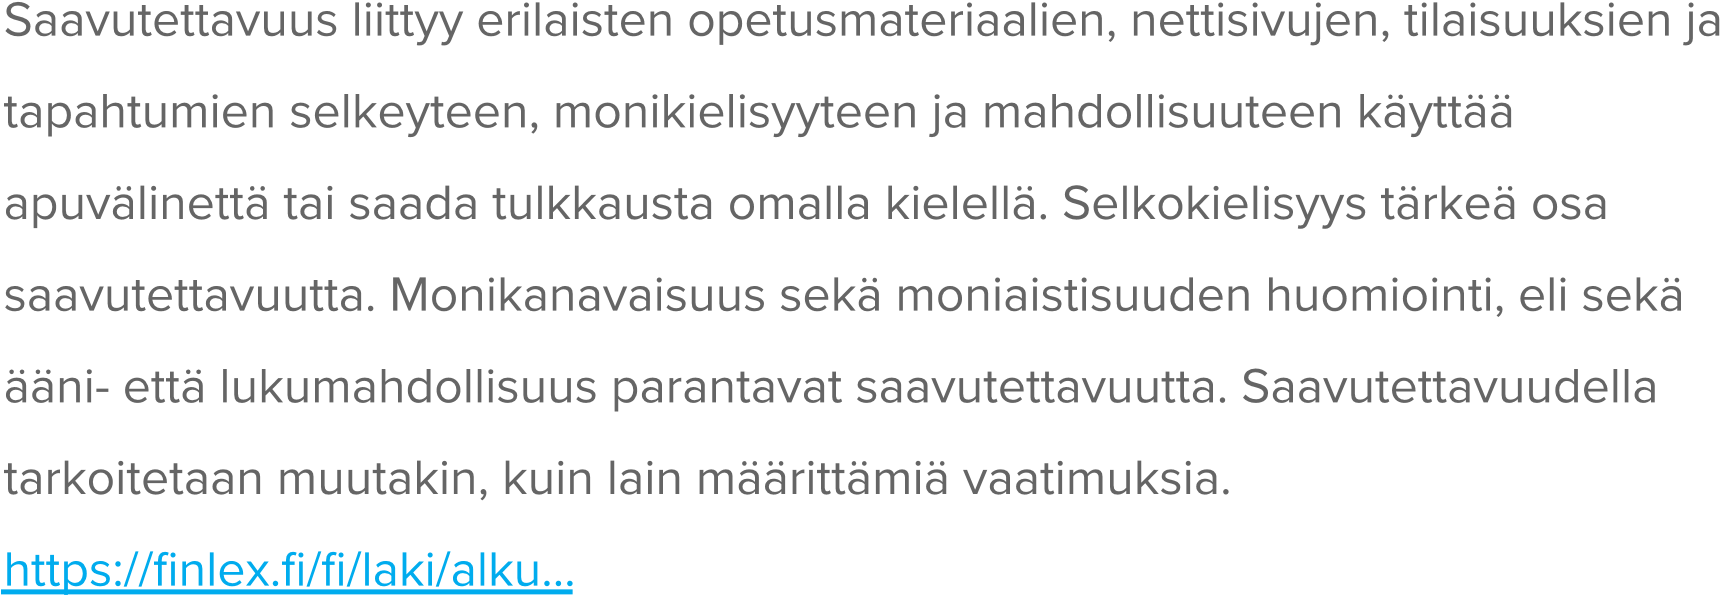 Saavutettavuus liittyy erilaisten opetusmateriaalien, nettisivujen, tilaisuuksien ja
tapahtumien selkeyteen, monikielisyyteen ja mahdollisuuteen käyttää
apuvälinettä tai saada tulkkausta omalla kielellä. Selkokielisyys tärkeä osa
saavutettavuutta. Monikanavaisuus sekä moniaistisuuden huomiointi, eli sekä
ääni- että lukumahdollisuus parantavat saavutettavuutta. Saavutettavuudella
tarkoitetaan muutakin, kuin lain määrittämiä vaatimuksia.
https://finlex.fi/fi/laki/alku...